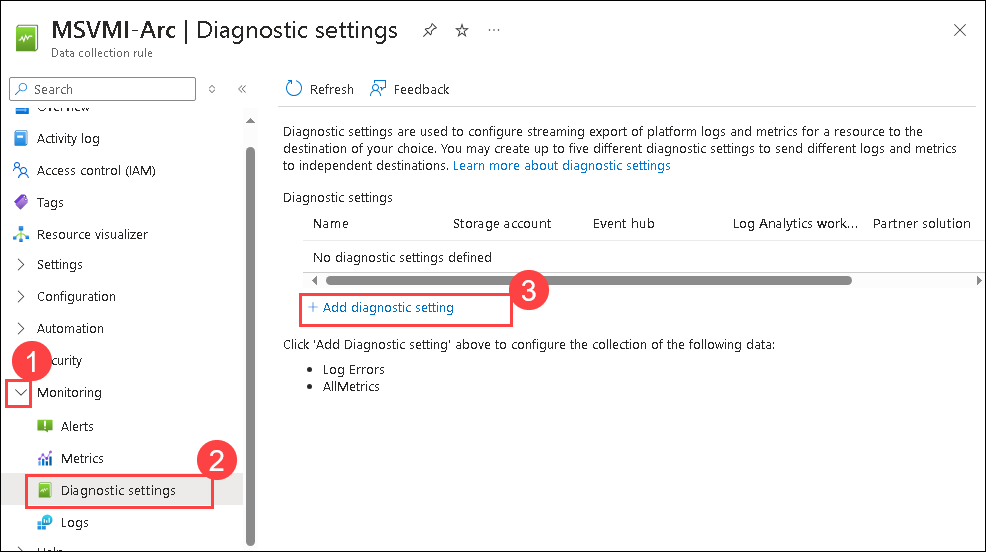 MSVMI-Arc | Diagnostic settings
Data collection rule
Search
Activity log
Access control (IAM)
Tags
Resource visualizer
Settings
Configuration
Automation
1
Monitoring
Alerts
Metrics
2
Diagnostic settings
Logs
Refresh
Feedback
Diagnostic settings are used to configure streaming export of platform logs and metrics for a resource to the
destination of your choice. You may create up to five different diagnostic settings to send different logs and metrics
to independent destinations. Learn more about diagnostic settings
Diagnostic settings
Name Storage account Event hub Log Analytics work... Partner solution
No diagnostic settings defined
3
+ Add diagnostic setting
Click 'Add Diagnostic setting' above to configure the collection of the following data:
• Log Errors
• AllMetrics